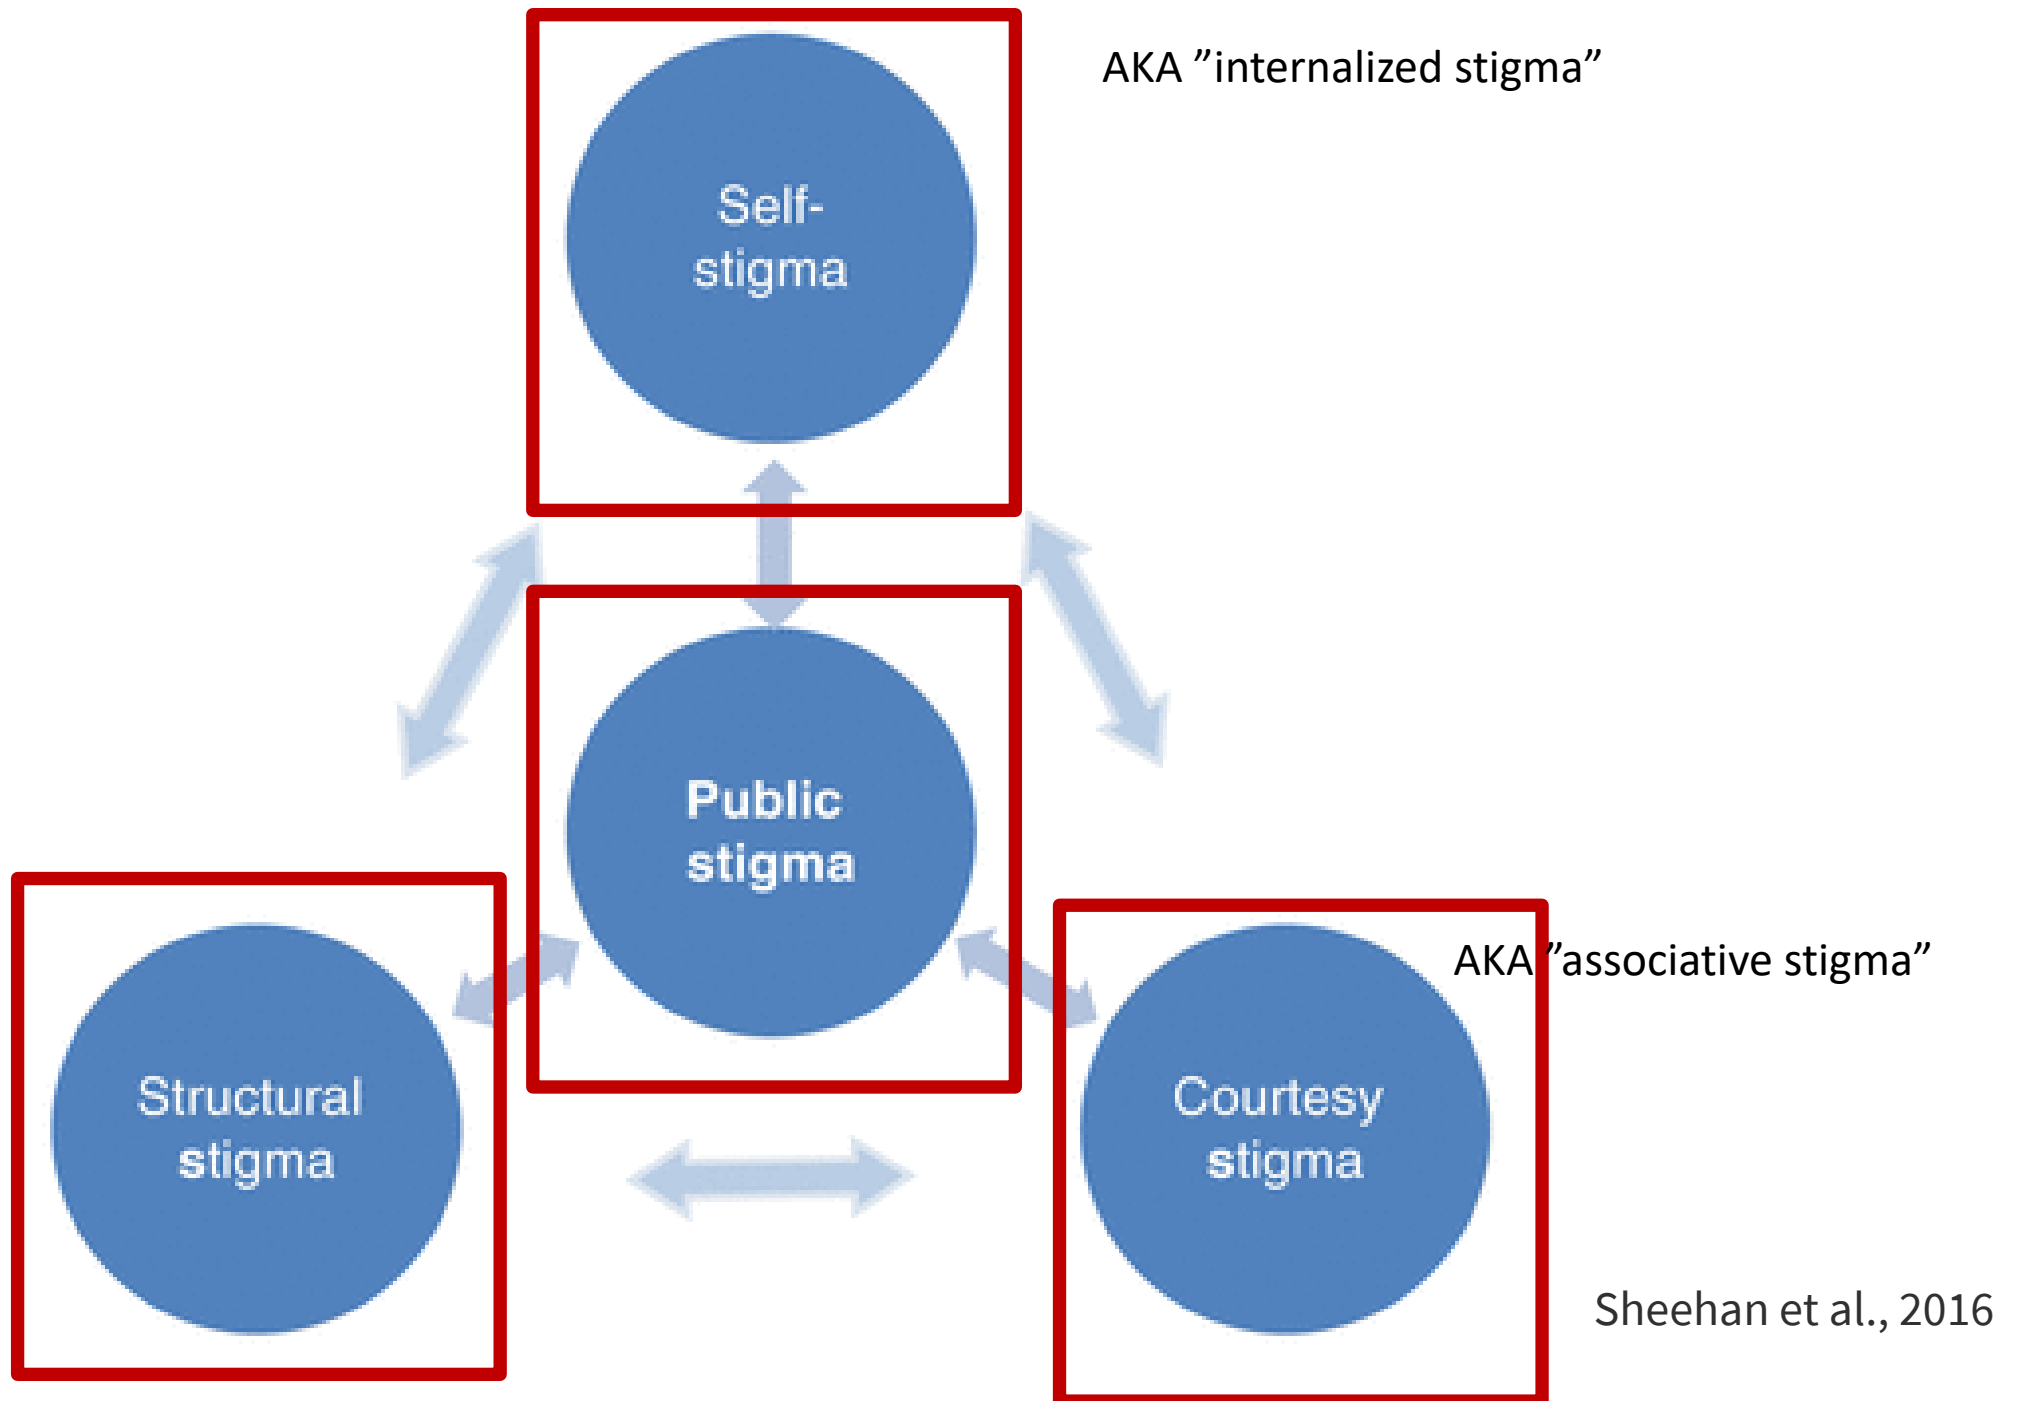 AKA ”internalized stigma”
Self-
stigma
Public
stigma
AKA ”associative stigma”
Structural
stigma
Courtesy
stigma
Sheehan et al., 2016